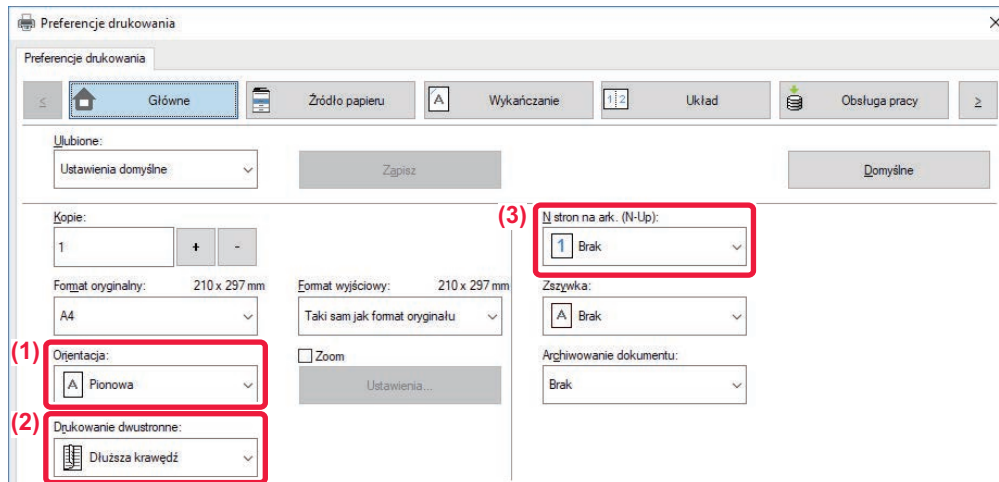 Preferencje drukowania
Preferencje drukowania
≤ Główne Źródło papieru A Wykańczanie 1 2 Układ Obsługa pracy ≥
Ulubione:
Ustawienia domyślne Zapisz Domyślne
Kopie: (3) N stron na ark. (N-Up):
1 + - 1 Brak
Format oryginalny: 210 x 297 mm Format wyjściowy: 210 x 297 mm Zszywka:
A4 Taki sam jak format oryginału A Brak
(1) Orientacja: Zoom Archiwowanie dokumentu:
A Pionowa Ustawienia... Brak
(2) Drukowanie dwustronne:
Dłuższa krawędź